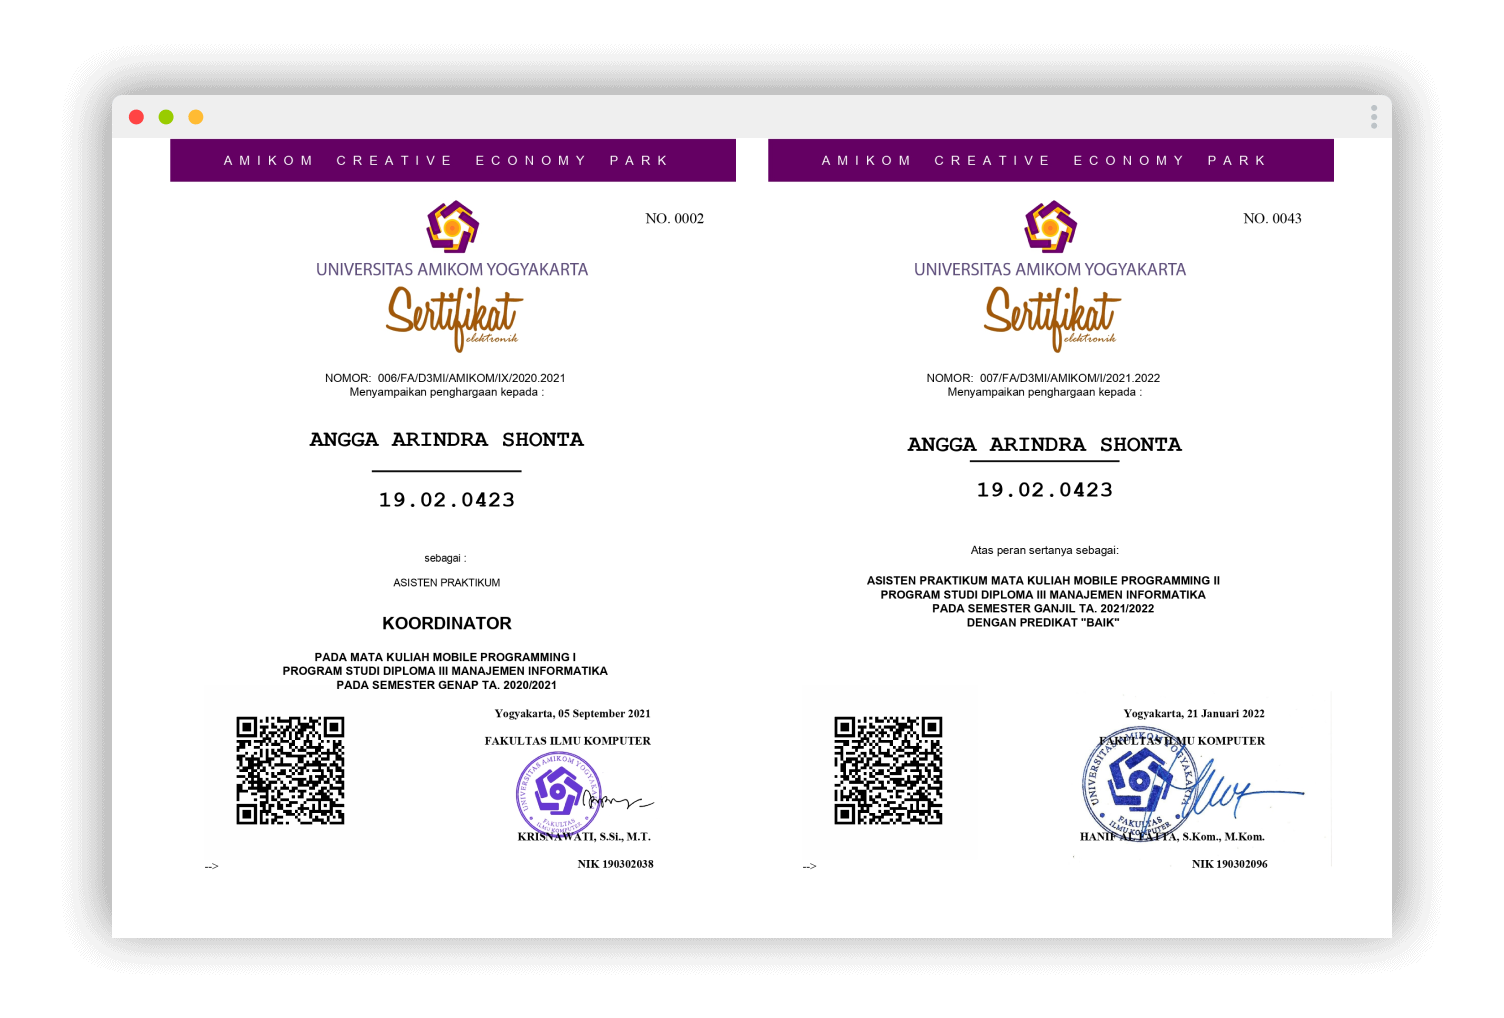 AMIKOM CREATIVE ECONOMY PARK
NO. 0002
UNIVERSITAS AMIKOM YOGYAKARTA
Sertifikat
elektronik
NOMOR: 006/FA/D3MI/AMIKOM/IX/2020.2021
Menyampaikan penghargaan kepada :
ANGGA ARINDRA SHONTA
19.02.0423
sebagai :
ASISTEN PRAKTIKUM
KOORDINATOR
PADA MATA KULIAH MOBILE PROGRAMMING I
PROGRAM STUDI DIPLOMA III MANAJEMEN INFORMATIKA
PADA SEMESTER GENAP TA. 2020/2021
Yogyakarta, 05 September 2021
FAKULTAS ILMU KOMPUTER
UNIVERSITAS AMIKOM YOGYAKARTA
FAKULTAS
ILMU KOMPUTER
KRISNAWATI, S.Si., M.T.
NIK 190302038
-->
AMIKOM CREATIVE ECONOMY PARK
NO. 0043
UNIVERSITAS AMIKOM YOGYAKARTA
Sertifikat
elektronik
NOMOR: 007/FA/D3MI/AMIKOM/I/2021.2022
Menyampaikan penghargaan kepada :
ANGGA ARINDRA SHONTA
19.02.0423
Atas peran sertanya sebagai:
ASISTEN PRAKTIKUM MATA KULIAH MOBILE PROGRAMMING II
PROGRAM STUDI DIPLOMA III MANAJEMEN INFORMATIKA
PADA SEMESTER GANJIL TA. 2021/2022
DENGAN PREDIKAT "BAIK"
Yogyakarta, 21 Januari 2022
FAKULTAS ILMU KOMPUTER
UNIVERSITAS AMIKOM YOGYAKARTA
FAKULTAS
ILMU KOMPUTER
HANIF AL FATTA, S.Kom., M.Kom.
NIK 190302096
-->